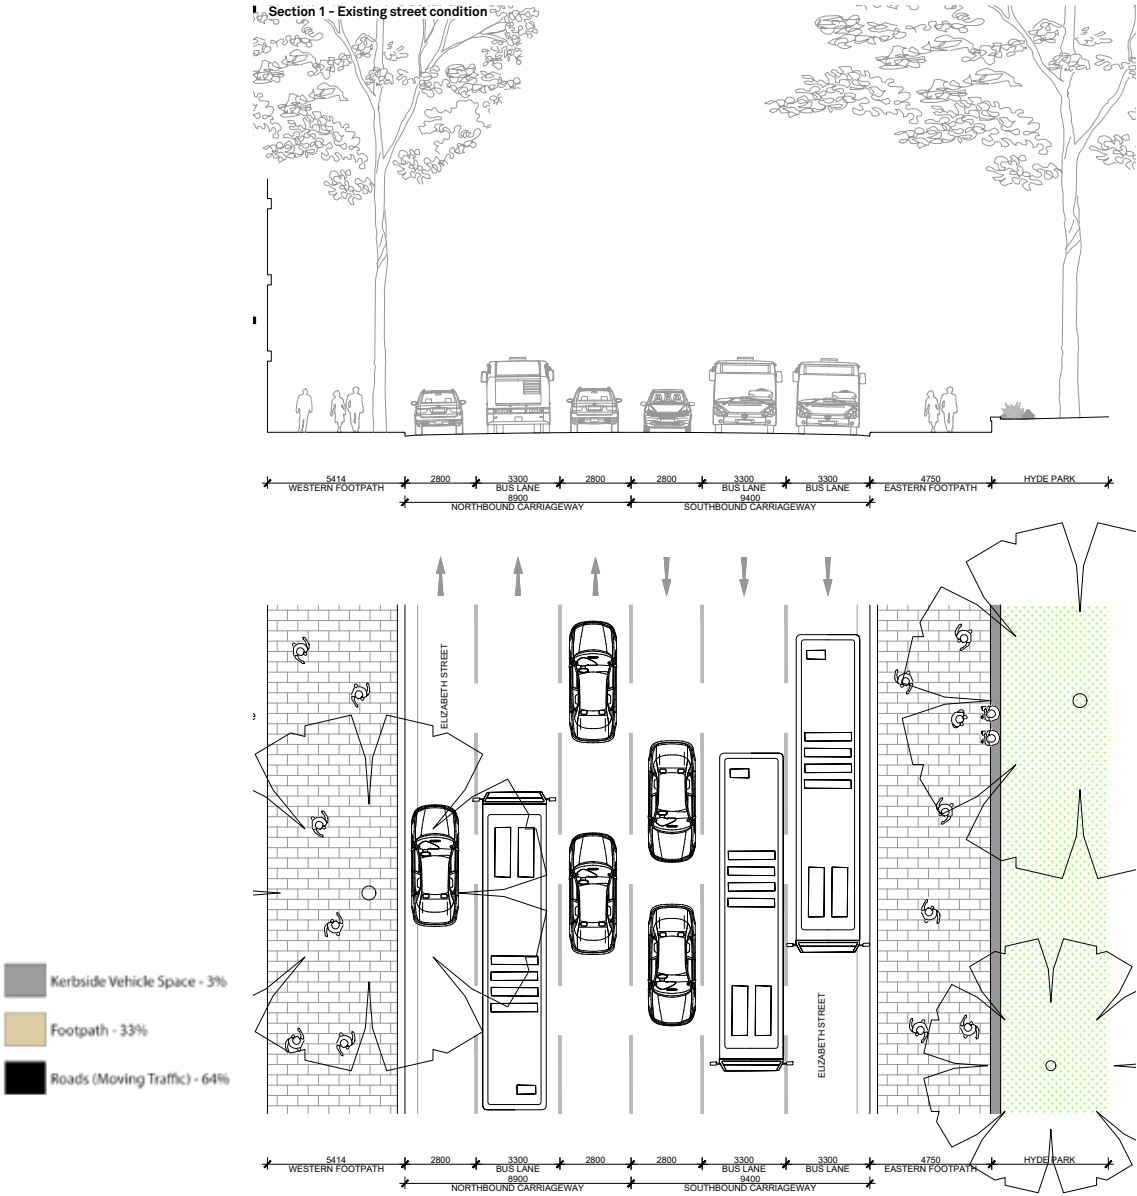 Section 1 - Existing street condition
5414 2800 3300 2800 2800 3300 3300 4750 HYDE PARK
WESTERN FOOTPATH BUS LANE BUS LANE BUS LANE EASTERN FOOTPATH
8900 9400
NORTHBOUND CARRIAGEWAY SOUTHBOUND CARRIAGEWAY
ELIZABETH STREET
ELIZABETH STREET
Kerbside Vehicle Space - 3%
Footpath - 33%
Roads (Moving Traffic) - 64%
5414 2800 3300 2800 2800 3300 3300 4750 HYDE PARK
WESTERN FOOTPATH BUS LANE BUS LANE BUS LANE EASTERN FOOTPATH
8900 9400
NORTHBOUND CARRIAGEWAY SOUTHBOUND CARRIAGEWAY